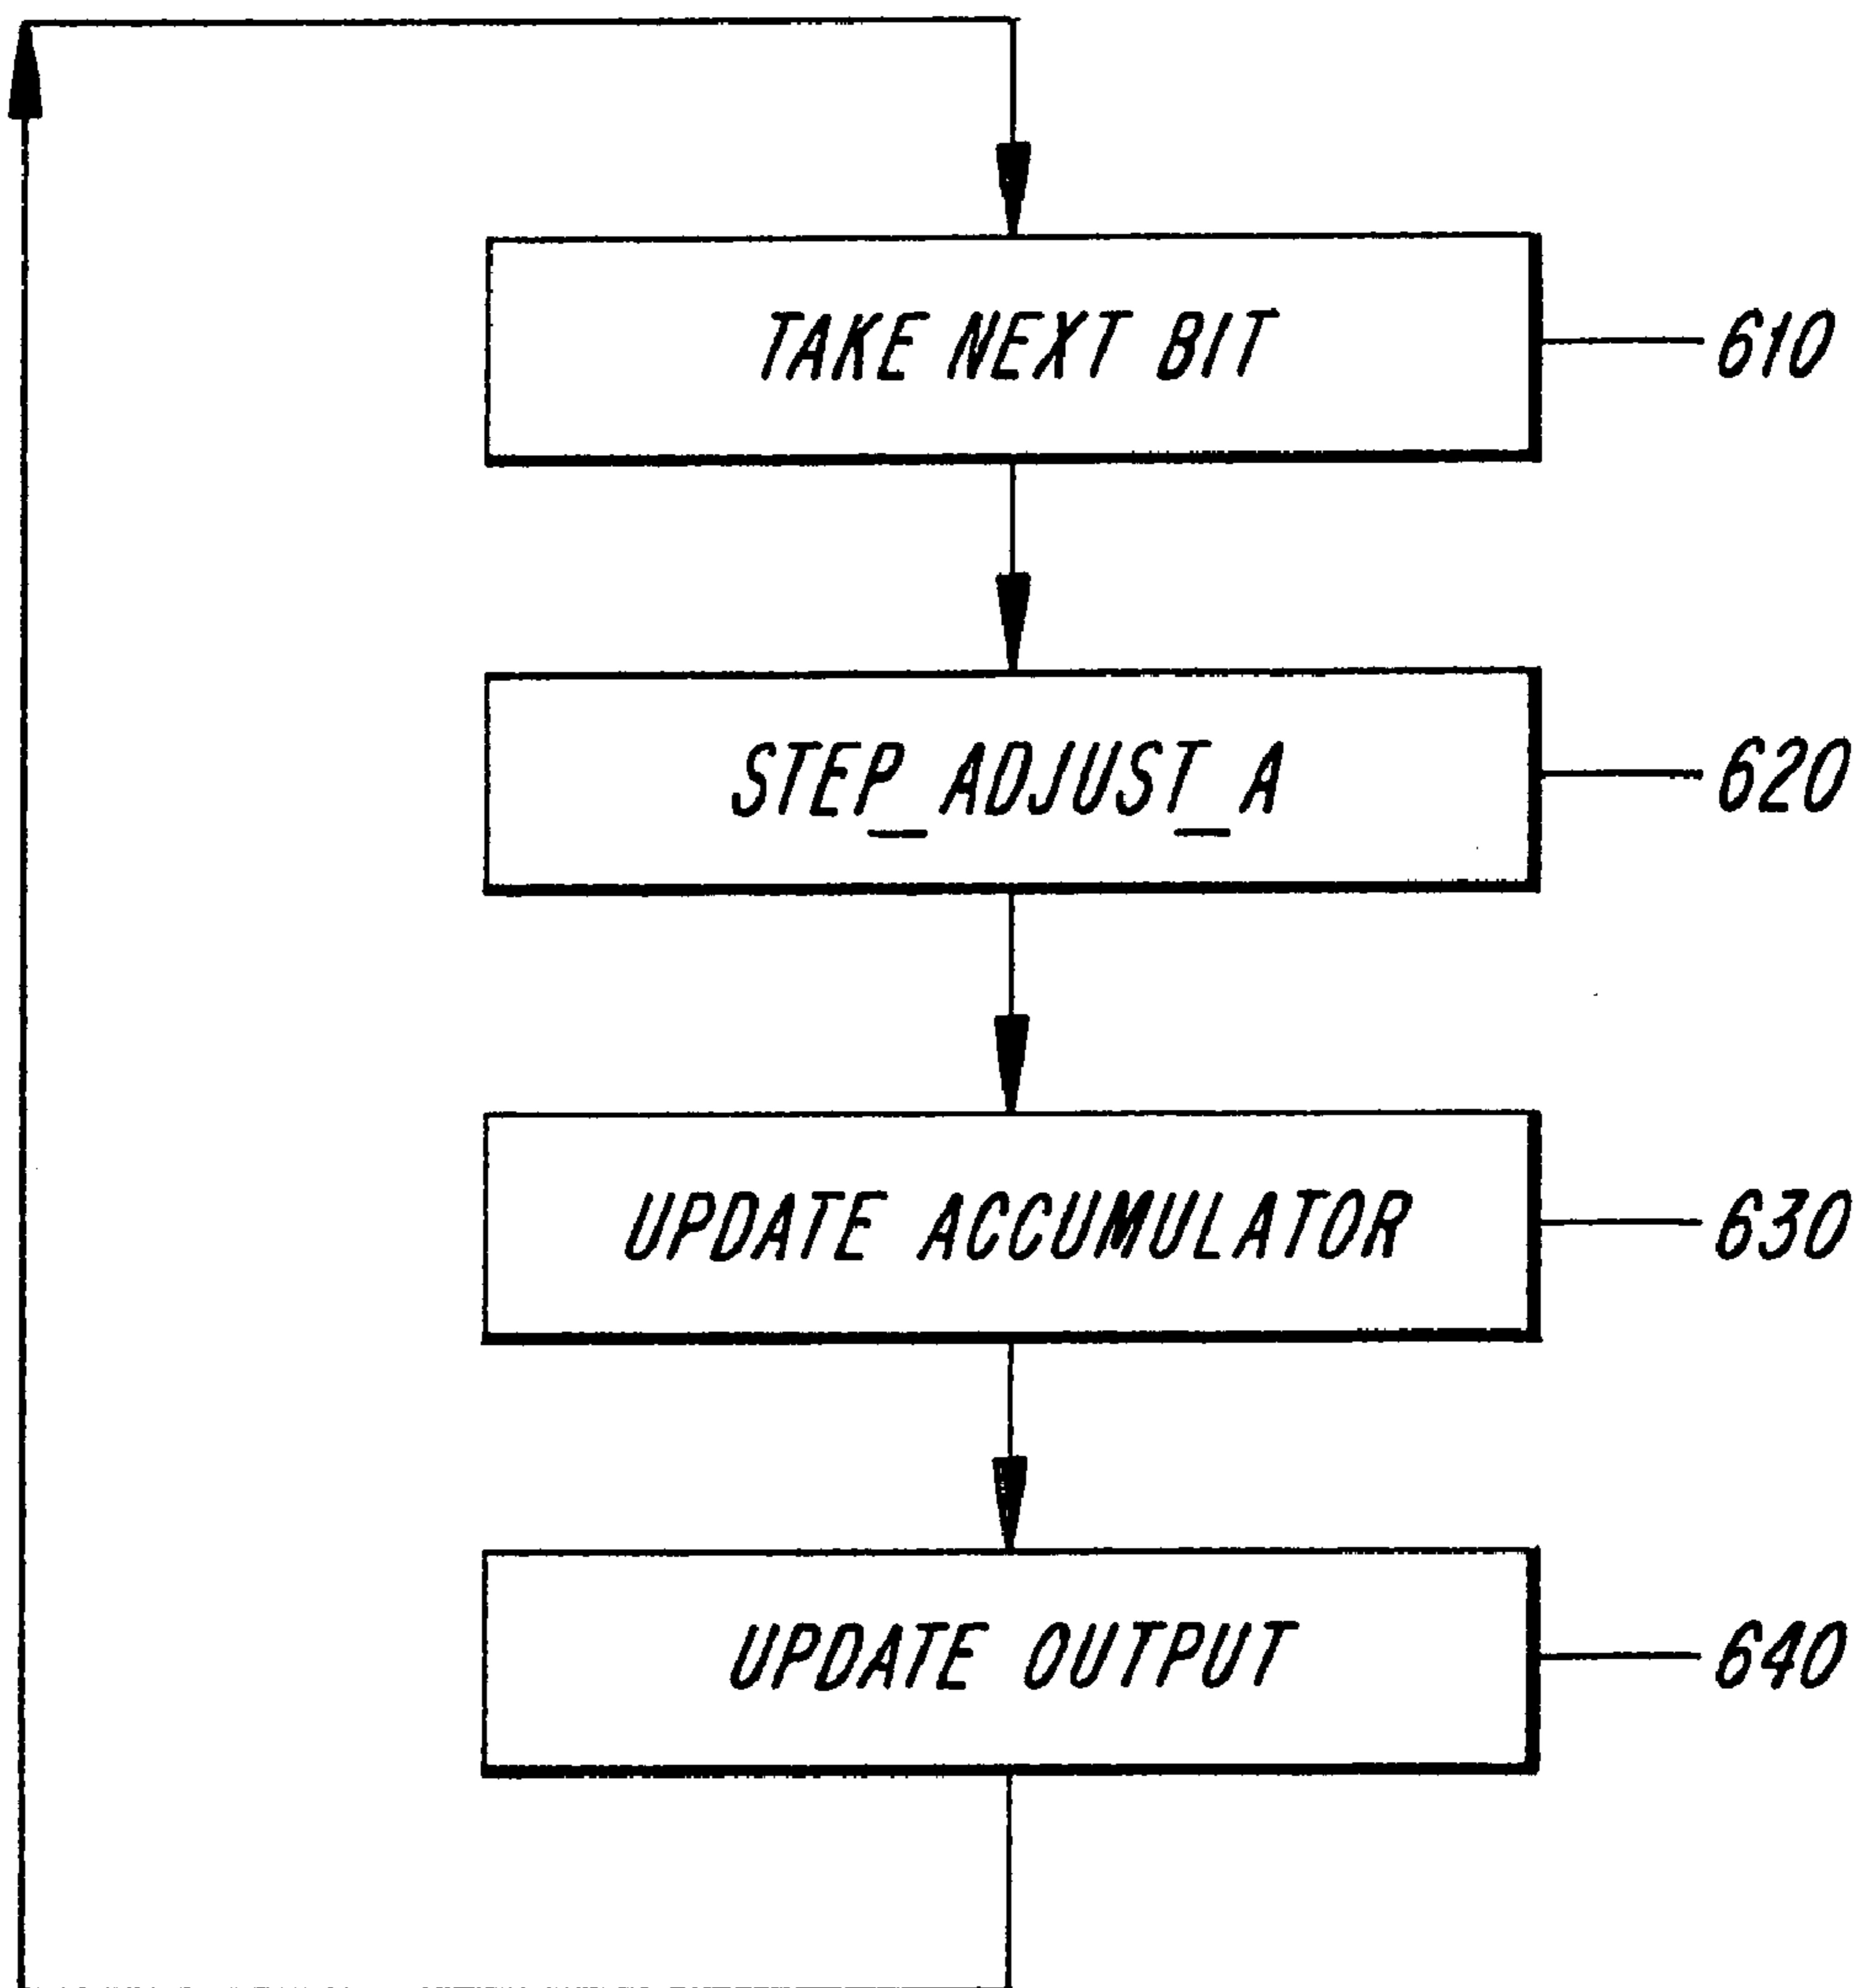 TAKE NEXT BIT 610
STEP_ADJUST_A 620
UPDATE ACCUMULATOR 630
UPDATE OUTPUT 640